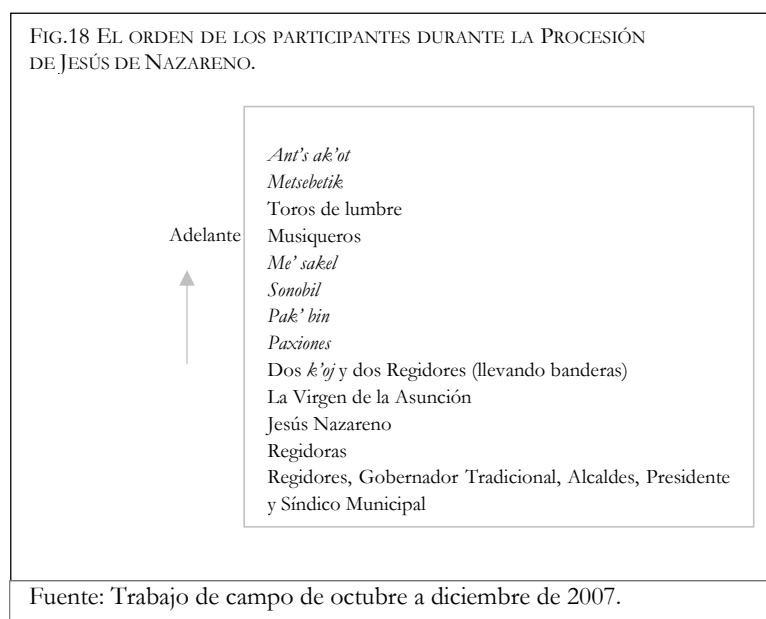 FIG.18 EL ORDEN DE LOS PARTICIPANTES DURANTE LA PROCESIÓN
DE JESÚS DE NAZARENO.
Ant’s ak’ot
Metsebetik
Toros de lumbre
Adelante
Musiqueros
Me’ sakel
Sonobil
Pak’ bin
Paxiones
Dos k’oj y dos Regidores (llevando banderas)
La Virgen de la Asunción
Jesús Nazareno
Regidoras
Regidores, Gobernador Tradicional, Alcaldes, Presidente
y Síndico Municipal
Fuente: Trabajo de campo de octubre a diciembre de 2007.